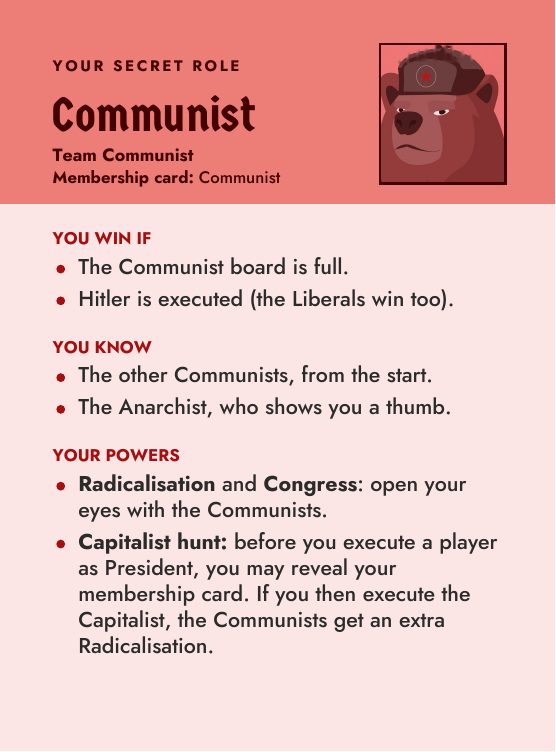 YOUR SECRET ROLE
Communist
Team Communist
Membership card: Communist
YOU WIN IF
• The Communist board is full.
• Hitler is executed (the Liberals win too).
YOU KNOW
• The other Communists, from the start.
• The Anarchist, who shows you a thumb.
YOUR POWERS
• Radicalisation and Congress: open your
eyes with the Communists.
• Capitalist hunt: before you execute a player
as President, you may reveal your
membership card. If you then execute the
Capitalist, the Communists get an extra
Radicalisation.